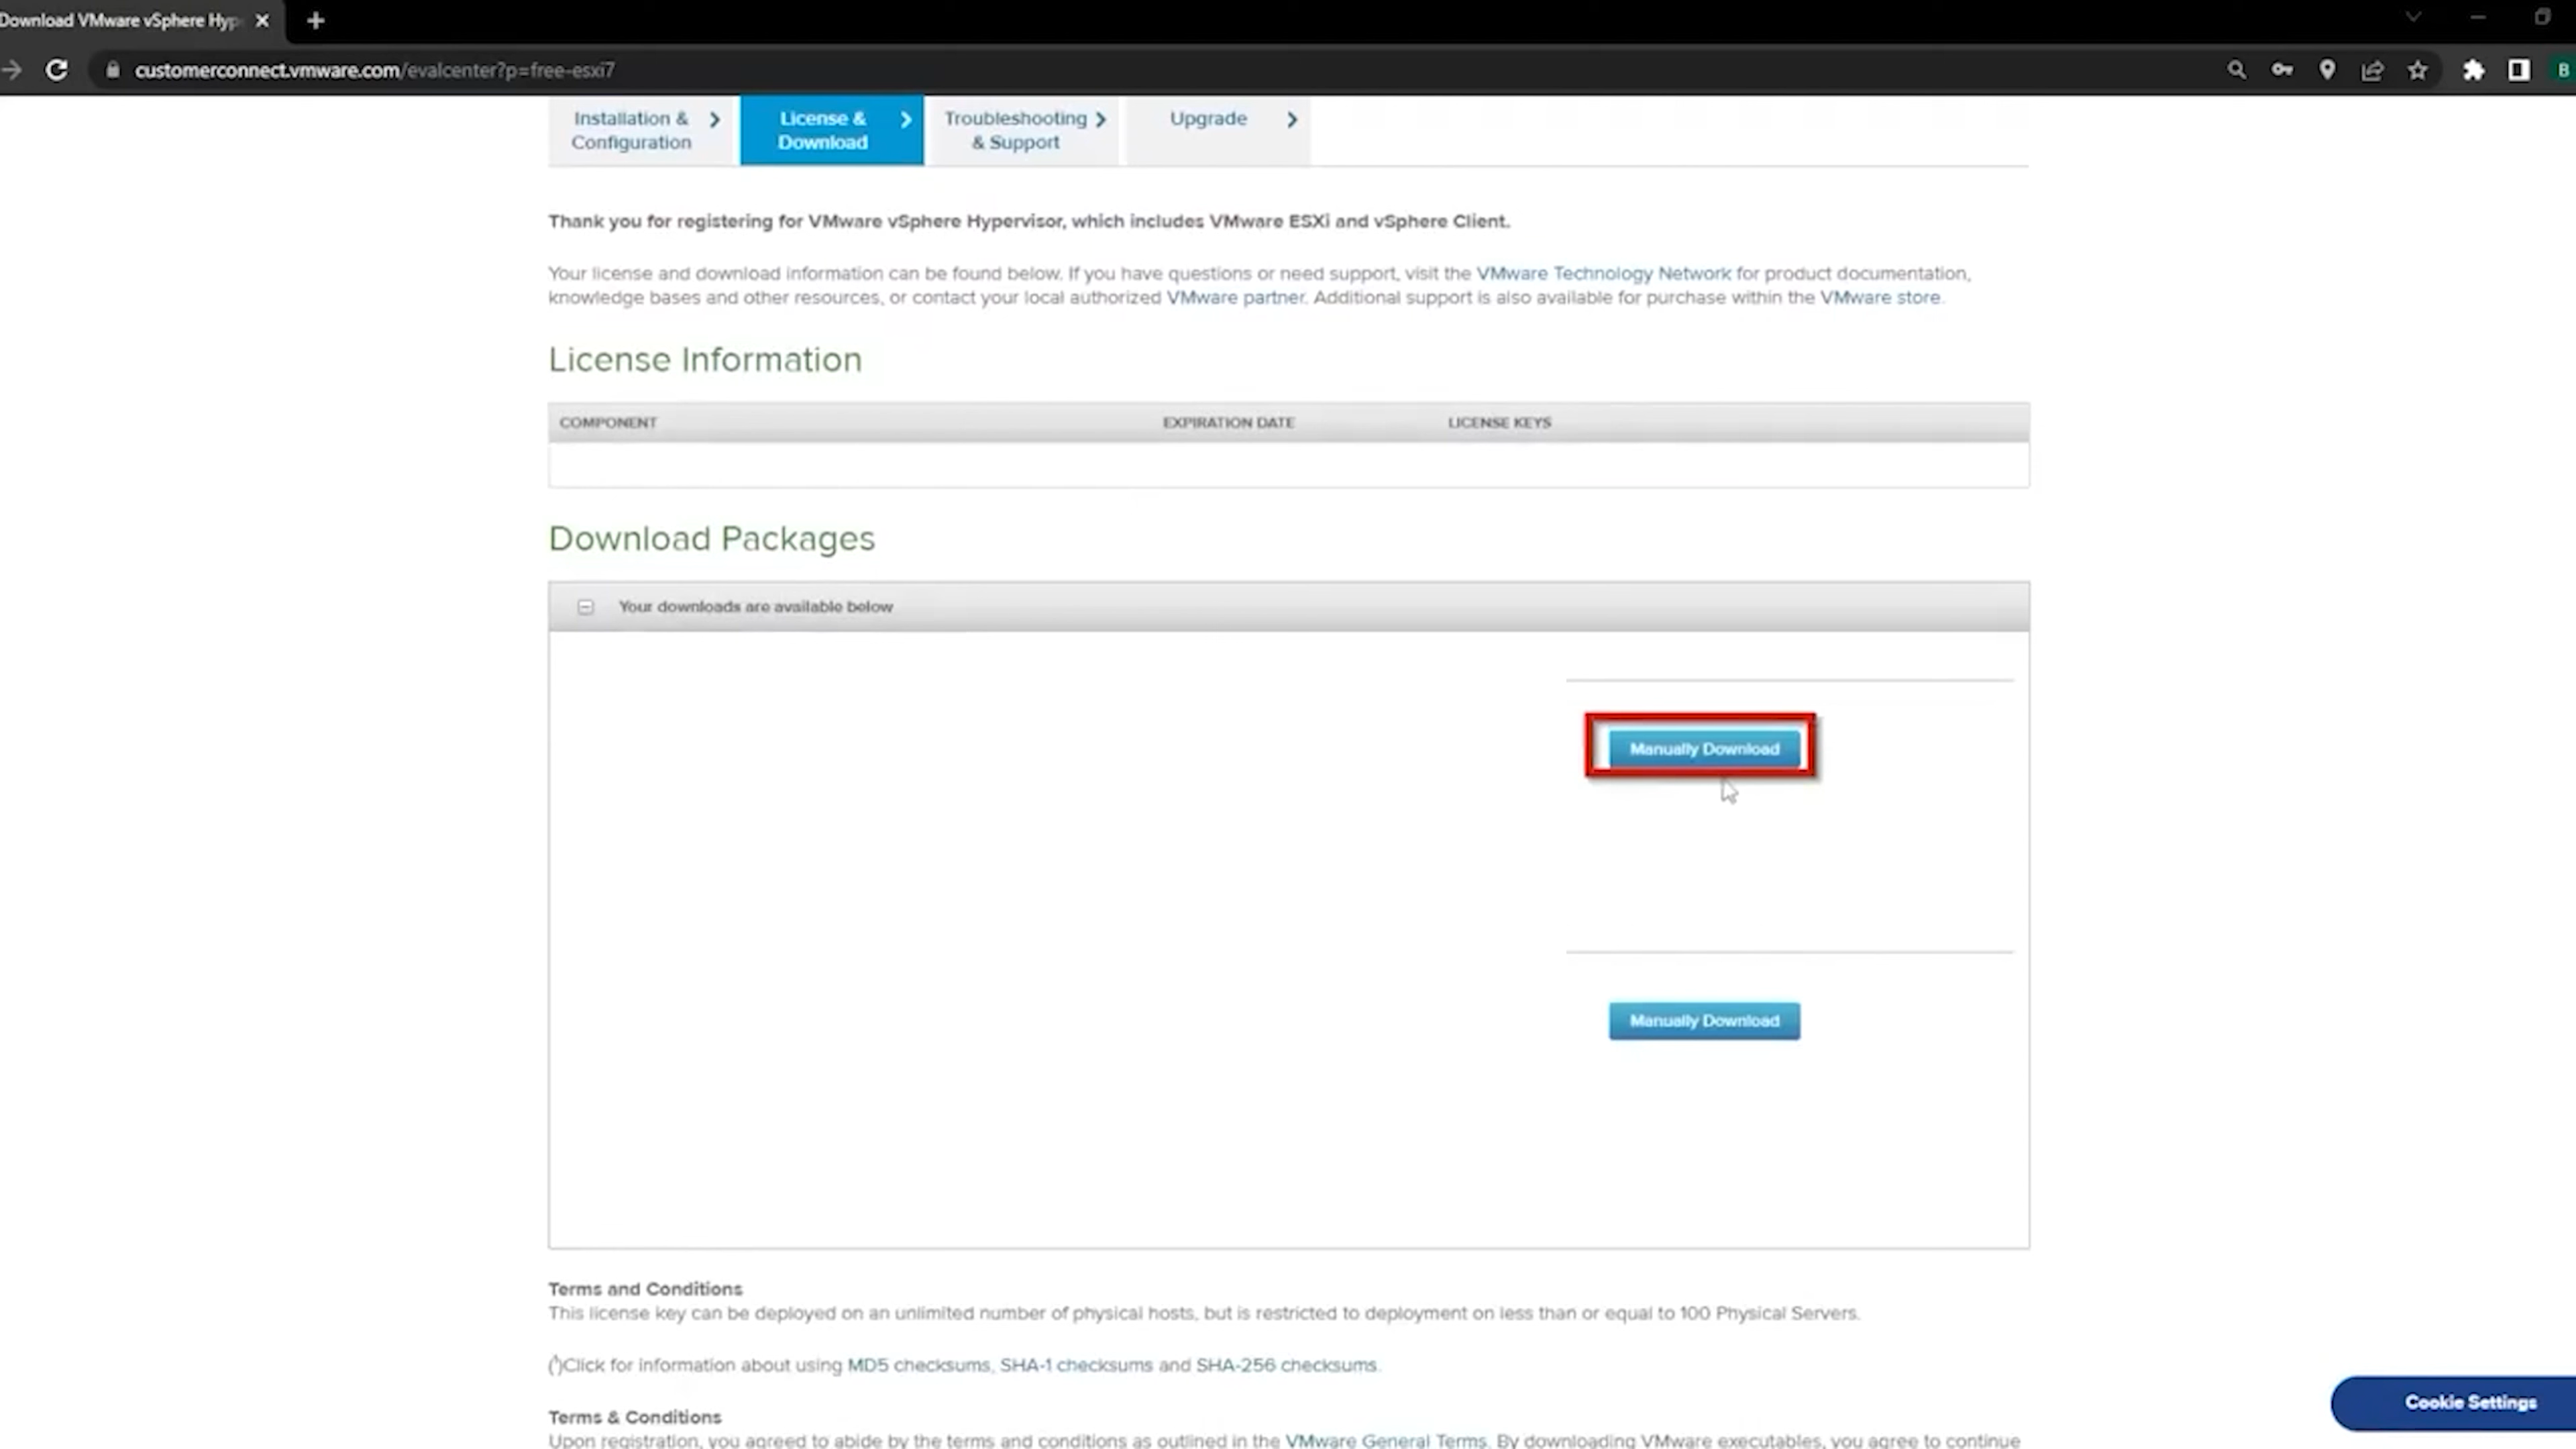 Download VMware vSphere Hyp
customerconnect.vmware.com/evalcenter?p=free-esxi7
B
Installation &
Configuration
License &
Download
Troubleshooting
& Support
Upgrade
Thank you for registering for VMware vSphere Hypervisor, which includes VMware ESXi and vSphere Client.
Your license and download information can be found below. If you have questions or need support, visit the VMware Technology Network for product documentation,
knowledge bases and other resources, or contact your local authorized VMware partner. Additional support is also available for purchase within the VMware store.
License Information
COMPONENT EXPIRATION DATE LICENSE KEYS
Download Packages
Your downloads are available below
Manually Download
Manually Download
Terms and Conditions
This license key can be deployed on an unlimited number of physical hosts, but is restricted to deployment on less than or equal to 100 Physical Servers.
(¹)Click for information about using MD5 checksums, SHA-1 checksums and SHA-256 checksums.
Cookie Settings
Terms & Conditions
Upon registration, you agreed to abide by the terms and conditions as outlined in the VMware General Terms. By downloading VMware executables, you agree to continue